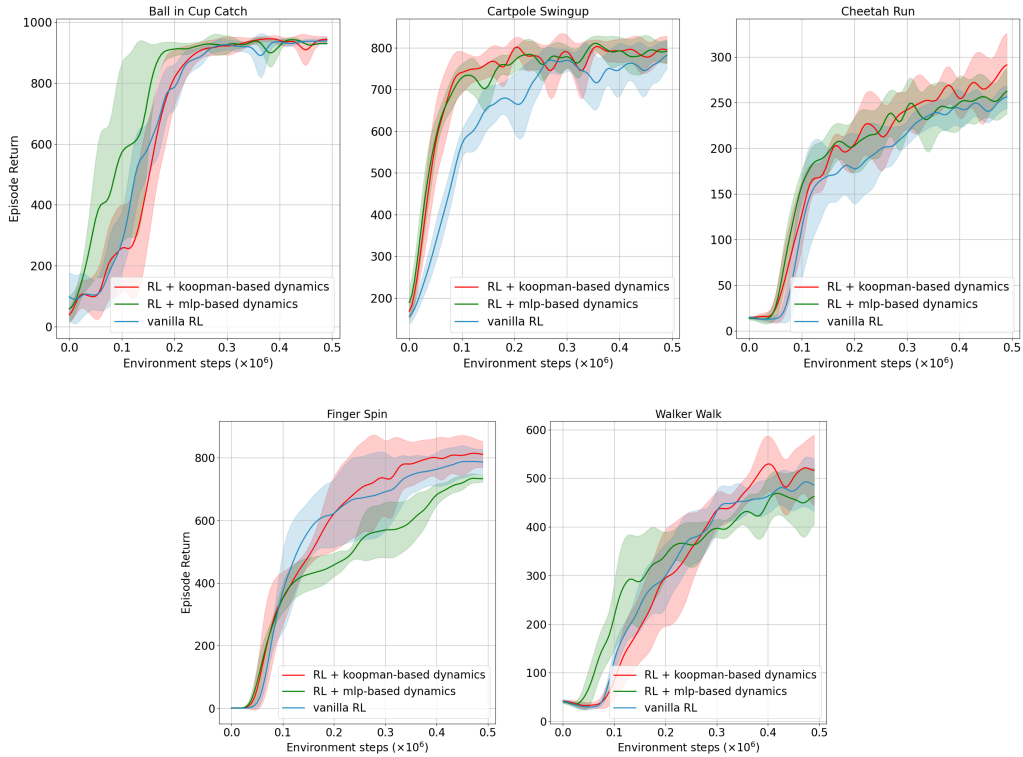 Ball in Cup Catch
Episode Return
1000
800
600
400
200
0
0.0 0.1 0.2 0.3 0.4 0.5
Environment steps (×10⁶)
RL + koopman-based dynamics
RL + mlp-based dynamics
vanilla RL
Cartpole Swingup
800
700
600
500
400
300
200
0.0 0.1 0.2 0.3 0.4 0.5
Environment steps (×10⁶)
RL + koopman-based dynamics
RL + mlp-based dynamics
vanilla RL
Cheetah Run
300
250
200
150
100
50
0
0.0 0.1 0.2 0.3 0.4 0.5
Environment steps (×10⁶)
RL + koopman-based dynamics
RL + mlp-based dynamics
vanilla RL
Finger Spin
Episode Return
800
600
400
200
0
0.0 0.1 0.2 0.3 0.4 0.5
Environment steps (×10⁶)
RL + koopman-based dynamics
RL + mlp-based dynamics
vanilla RL
Walker Walk
600
500
400
300
200
100
0
0.0 0.1 0.2 0.3 0.4 0.5
Environment steps (×10⁶)
RL + koopman-based dynamics
RL + mlp-based dynamics
vanilla RL